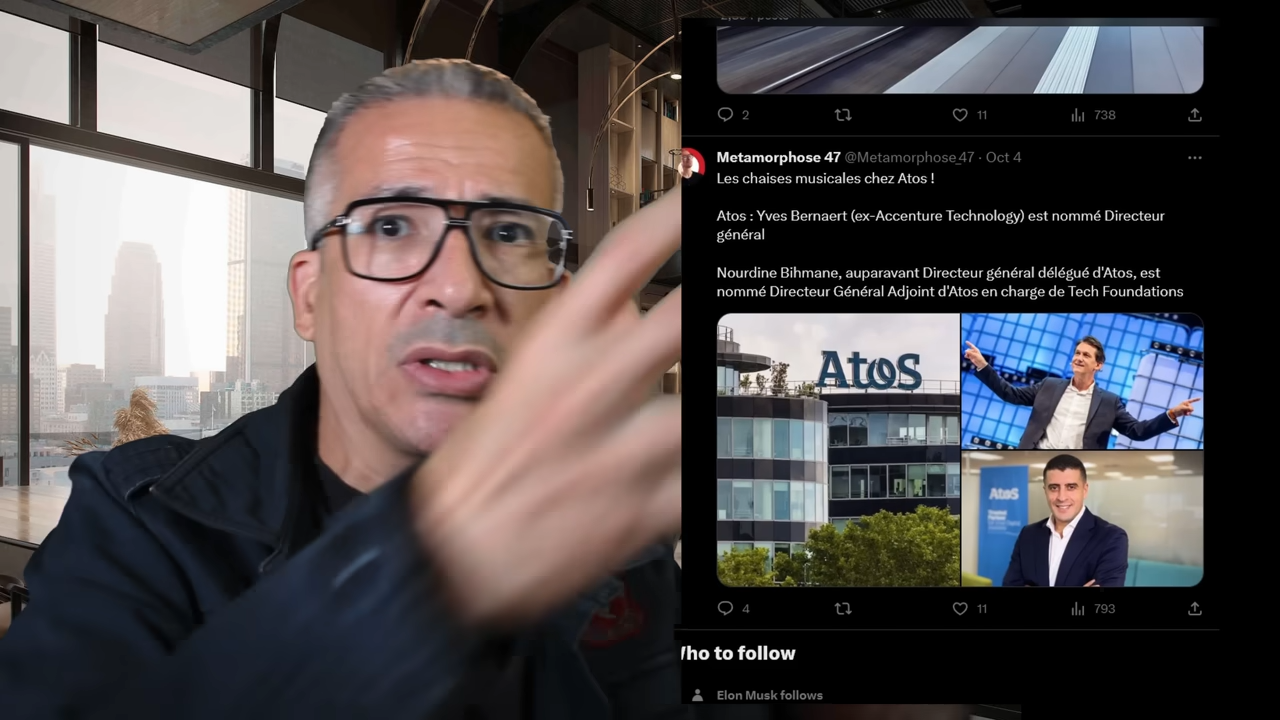 2
11
738
Metamorphose 47 @Metamorphose_47 · Oct 4
Les chaises musicales chez Atos !
Atos : Yves Bernaert (ex-Accenture Technology) est nommé Directeur
général
Nourdine Bihmane, auparavant Directeur général délégué d'Atos, est
nommé Directeur Général Adjoint d'Atos en charge de Tech Foundations
Atos
Atos
4
11
793
Who to follow
Elon Musk follows